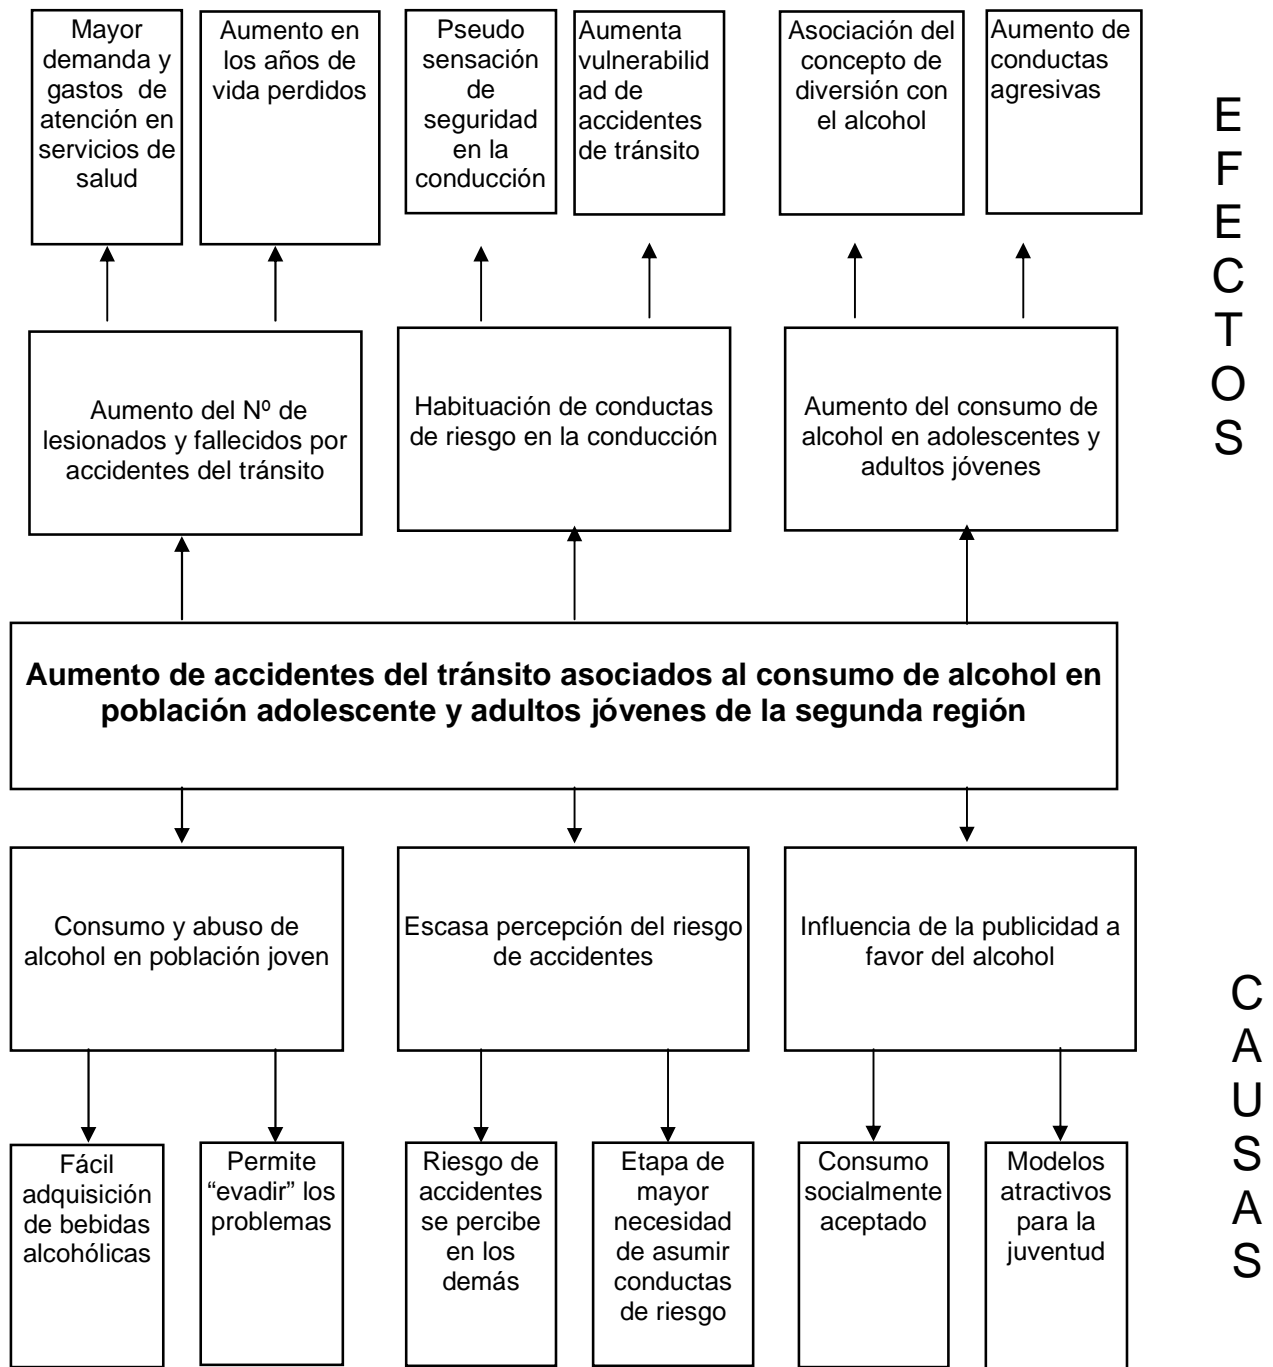 Mayor
demanda y
gastos de
atención en
servicios de
salud
Aumento en
los años de
vida perdidos
Pseudo
sensación
de
seguridad
en la
conducción
Aumenta
vulnerabilid
ad de
accidentes
de tránsito
Asociación del
concepto de
diversión con
el alcohol
Aumento de
conductas
agresivas
E
F
E
C
T
O
S
Aumento del Nº de
lesionados y fallecidos por
accidentes del tránsito
Habituación de conductas
de riesgo en la conducción
Aumento del consumo de
alcohol en adolescentes y
adultos jóvenes
Aumento de accidentes del tránsito asociados al consumo de alcohol en
población adolescente y adultos jóvenes de la segunda región
Consumo y abuso de
alcohol en población joven
Escasa percepción del riesgo
de accidentes
Influencia de la publicidad a
favor del alcohol
C
A
U
S
A
S
Fácil
adquisición
de bebidas
alcohólicas
Permite
“evadir” los
problemas
Riesgo de
accidentes
se percibe
en los
demás
Etapa de
mayor
necesidad
de asumir
conductas
de riesgo
Consumo
socialmente
aceptado
Modelos
atractivos
para la
juventud